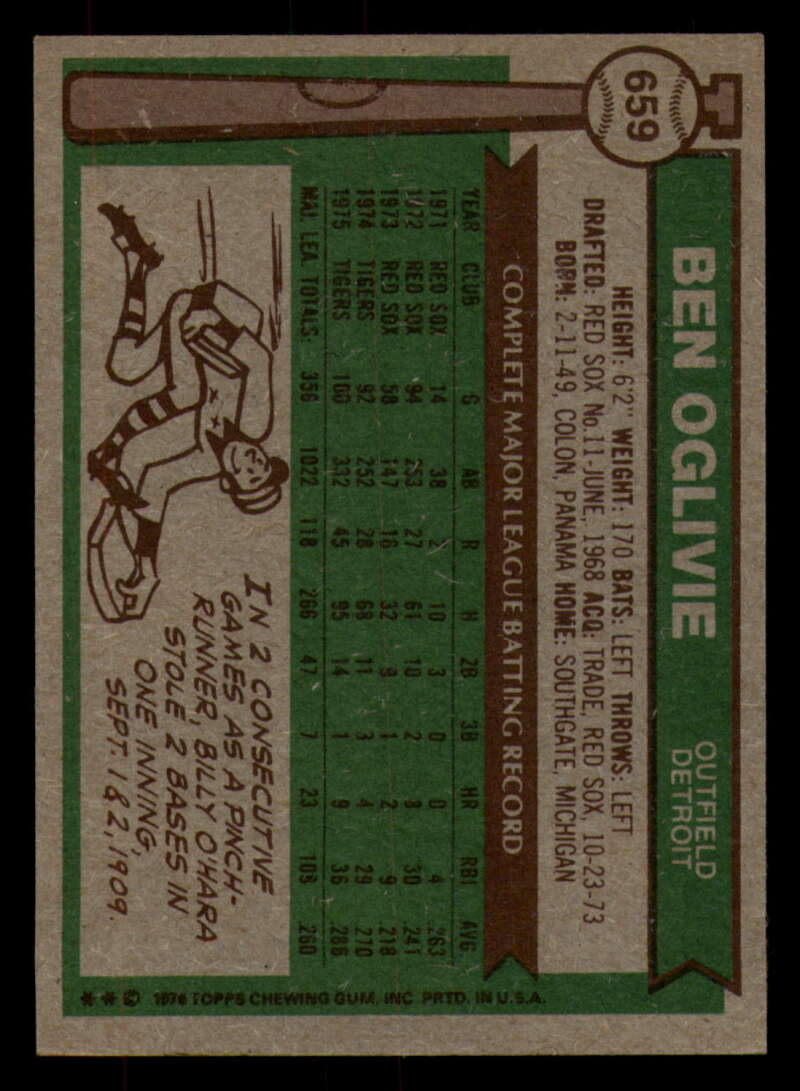 659
BEN OGLIVIE
OUTFIELD
DETROIT
HEIGHT: 6'2" WEIGHT: 170 BATS: LEFT THROWS: LEFT
DRAFTED: RED SOX No.11-JUNE, 1968 ACQ: TRADE, RED SOX, 10-23-73
BORN: 2-11-49, COLON, PANAMA HOME: SOUTHGATE, MICHIGAN
COMPLETE MAJOR LEAGUE BATTING RECORD
YEAR CLUB G AB R H 2B 3B HR RBI AVG.
1971 RED SOX 14 38 2 10 3 0 0 4 .263
1972 RED SOX 94 253 27 61 10 2 8 30 .241
1973 RED SOX 58 147 16 32 9 1 2 9 .218
1974 TIGERS 92 252 28 68 11 3 4 29 .270
1975 TIGERS 100 332 45 95 14 1 9 36 .286
MAJ. LEA. TOTALS: 356 1022 118 266 47 7 23 108 .260
IN 2 CONSECUTIVE
GAMES AS A PINCH-
RUNNER, BILLY O'HARA
STOLE 2 BASES IN
ONE INNING,
SEPT. 1 & 2, 1909.
** © 1976 TOPPS CHEWING GUM, INC. PRTD. IN U.S.A.